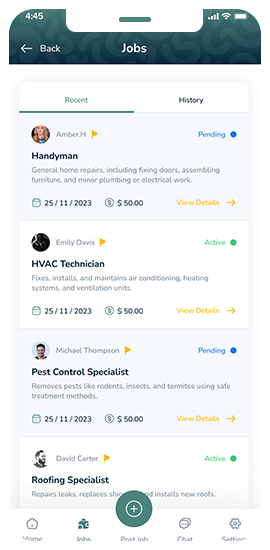 4:45
Back
Jobs
Recent
History
Amber.H
Pending
Handyman
General home repairs, including fixing doors, assembling
furniture, and minor plumbing or electrical work.
25 / 11 / 2023
$ 50.00
View Details
Emily Davis
Active
HVAC Technician
Fixes, installs, and maintains air conditioning, heating
systems, and ventilation units.
25 / 11 / 2023
$ 50.00
View Details
Michael Thompson
Pending
Pest Control Specialist
Removes pests like rodents, insects, and termites using safe
treatment methods.
25 / 11 / 2023
$ 50.00
View Details
David Carter
Active
Roofing Specialist
Repairs leaks, replaces and installs new roofs.
Home
Jobs
Post Job
Chat
Setting